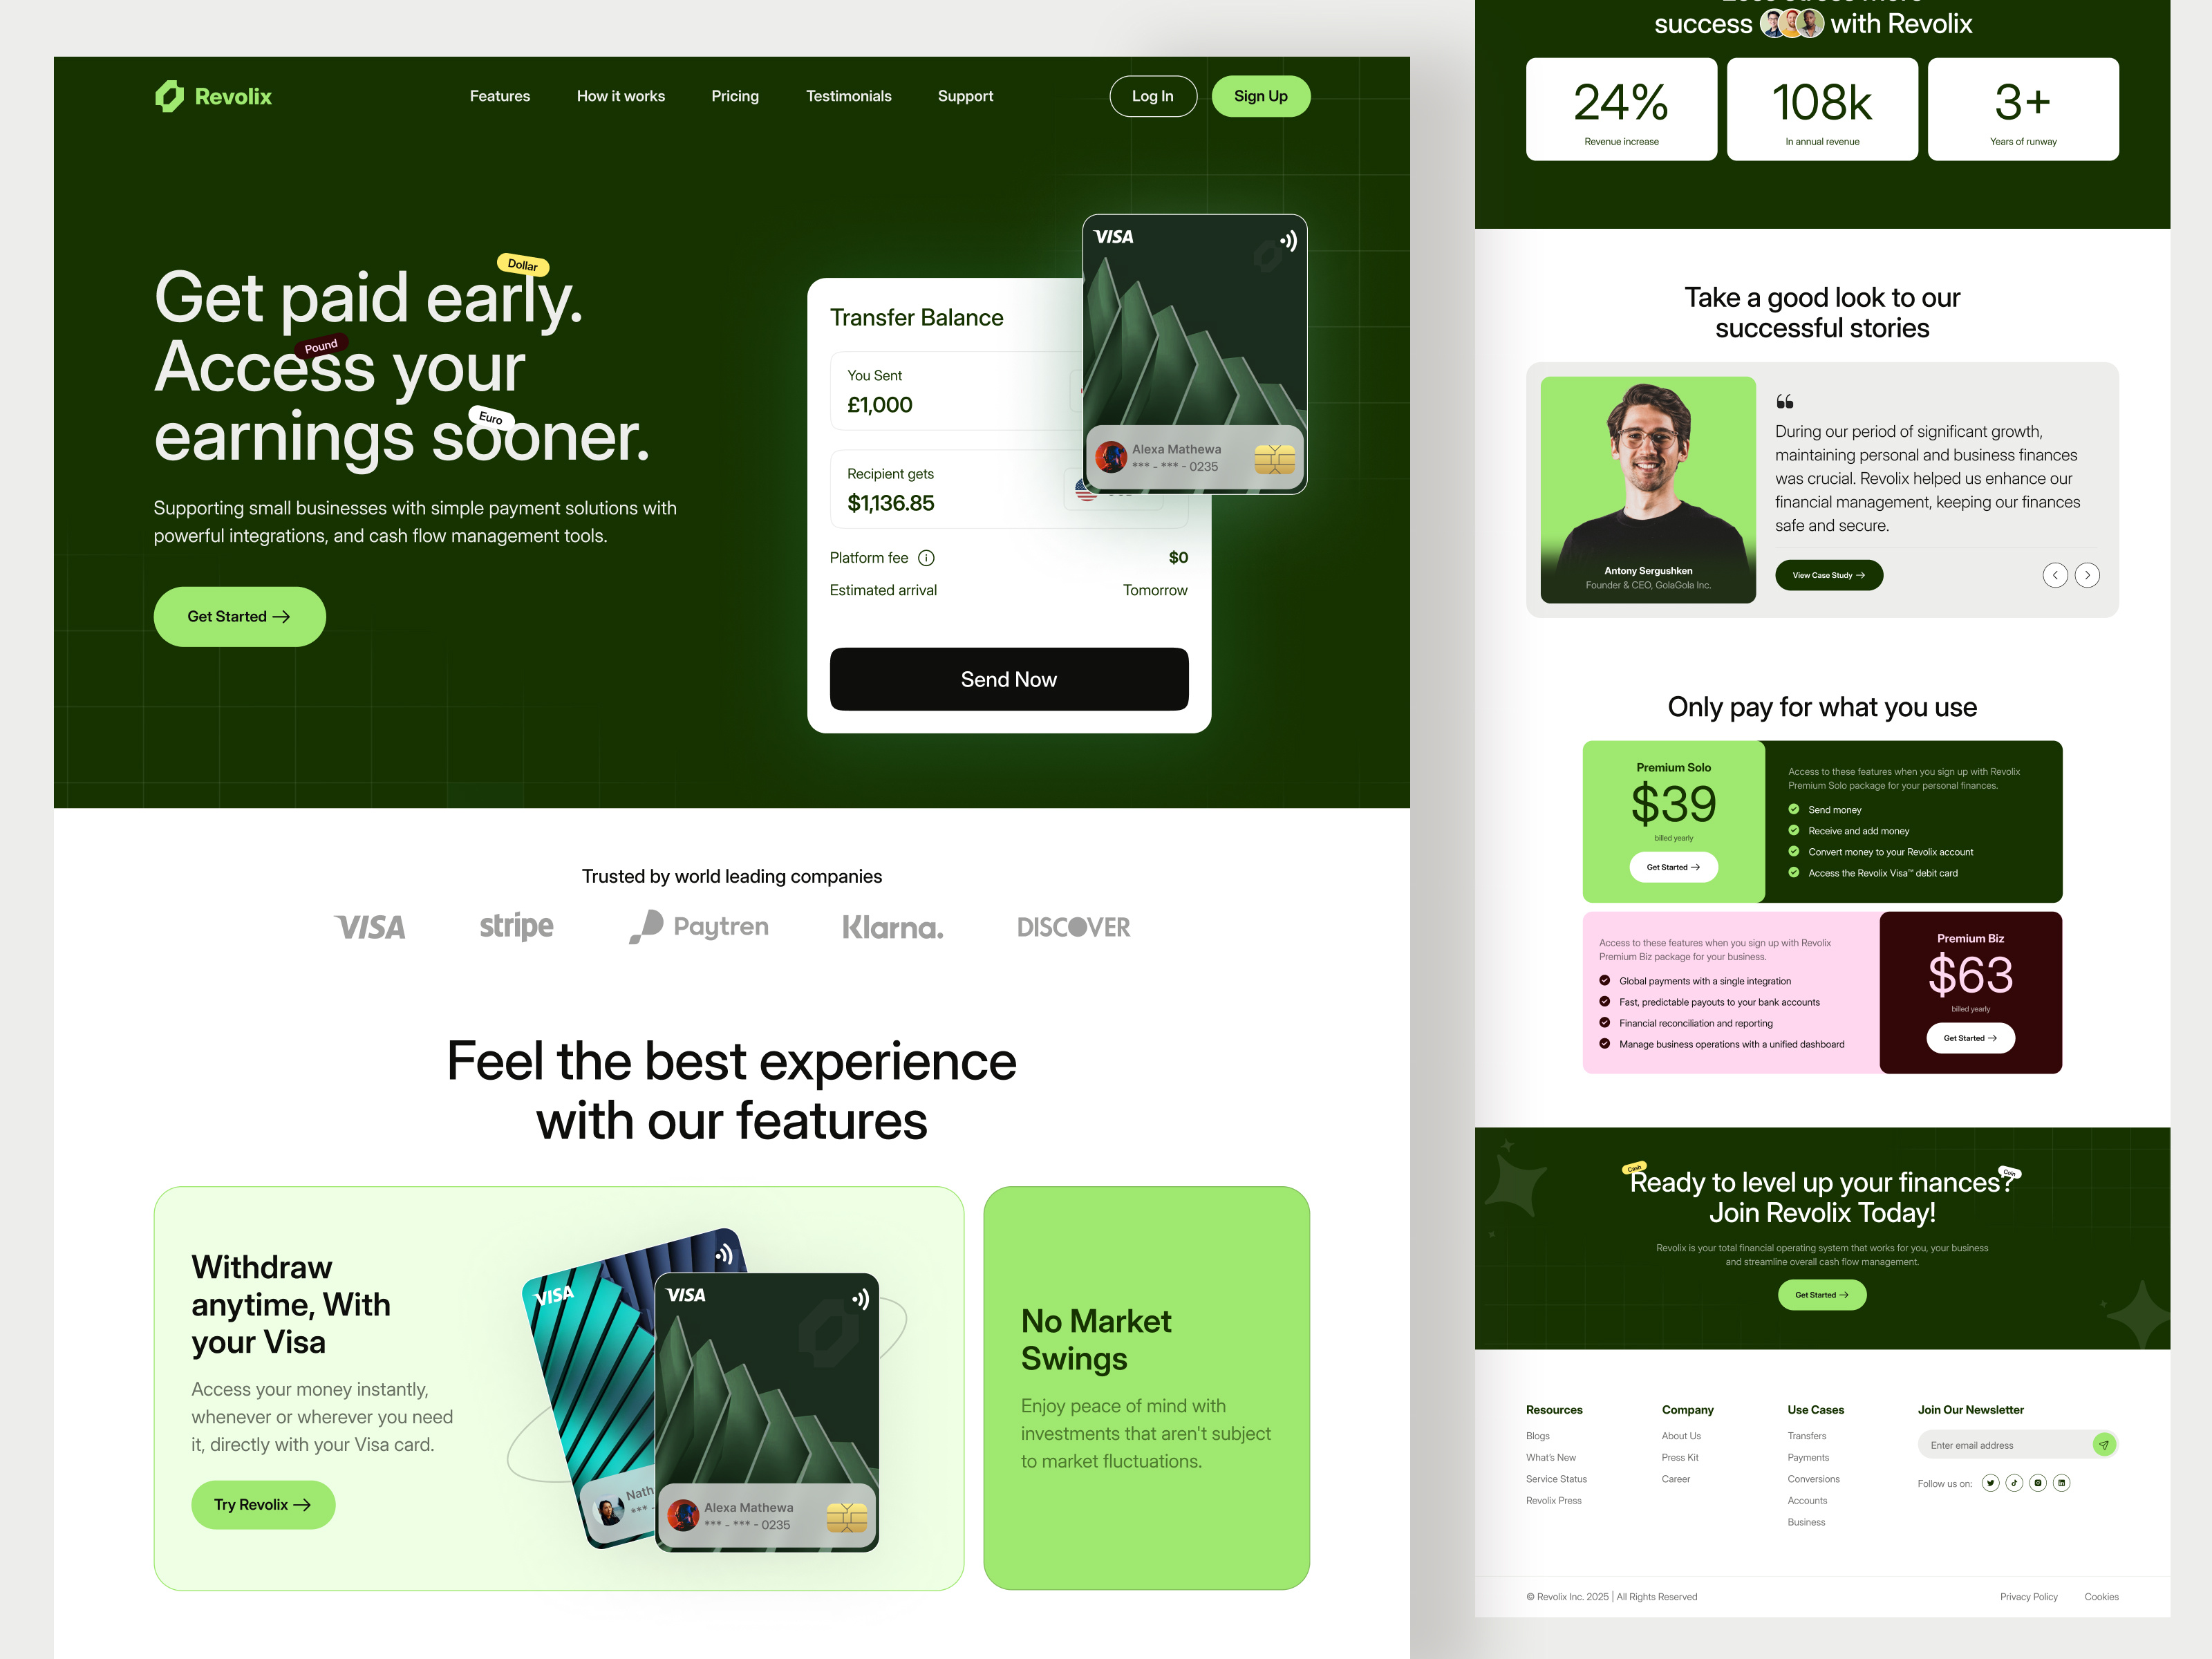 Revolix
Features
How it works
Pricing
Testimonials
Support
Log In
Sign Up
Dollar
Get paid early.
Pound
Access your
Euro
earnings sooner.
Supporting small businesses with simple payment solutions with
powerful integrations, and cash flow management tools.
Get Started
Transfer Balance
You Sent
£1,000
Recipient gets
$1,136.85
Platform fee
$0
Estimated arrival
Tomorrow
Send Now
VISA
Alexa Mathewa
*** - *** - 0235
Trusted by world leading companies
VISA
stripe
Paytren
Klarna.
DISCOVER
Feel the best experience
with our features
Withdraw
anytime, With
your Visa
Access your money instantly,
whenever or wherever you need
it, directly with your Visa card.
Try Revolix
VISA
Nath
*** -
VISA
Alexa Mathewa
*** - *** - 0235
No Market
Swings
Enjoy peace of mind with
investments that aren't subject
to market fluctuations.
success with Revolix
24%
Revenue increase
108k
In annual revenue
3+
Years of runway
Take a good look to our
successful stories
Antony Sergushken
Founder & CEO, GolaGola Inc.
During our period of significant growth,
maintaining personal and business finances
was crucial. Revolix helped us enhance our
financial management, keeping our finances
safe and secure.
View Case Study
Only pay for what you use
Premium Solo
$39
billed yearly
Get Started
Access to these features when you sign up with Revolix
Premium Solo package for your personal finances.
Send money
Receive and add money
Convert money to your Revolix account
Access the Revolix Visa™ debit card
Access to these features when you sign up with Revolix
Premium Biz package for your business.
Global payments with a single integration
Fast, predictable payouts to your bank accounts
Financial reconciliation and reporting
Manage business operations with a unified dashboard
Premium Biz
$63
billed yearly
Get Started
Cash
Coin
Ready to level up your finances?
Join Revolix Today!
Revolix is your total financial operating system that works for you, your business
and streamline overall cash flow management.
Get Started
Resources
Blogs
What's New
Service Status
Revolix Press
Company
About Us
Press Kit
Career
Use Cases
Transfers
Payments
Conversions
Accounts
Business
Join Our Newsletter
Enter email address
Follow us on:
© Revolix Inc. 2025 | All Rights Reserved
Privacy Policy
Cookies